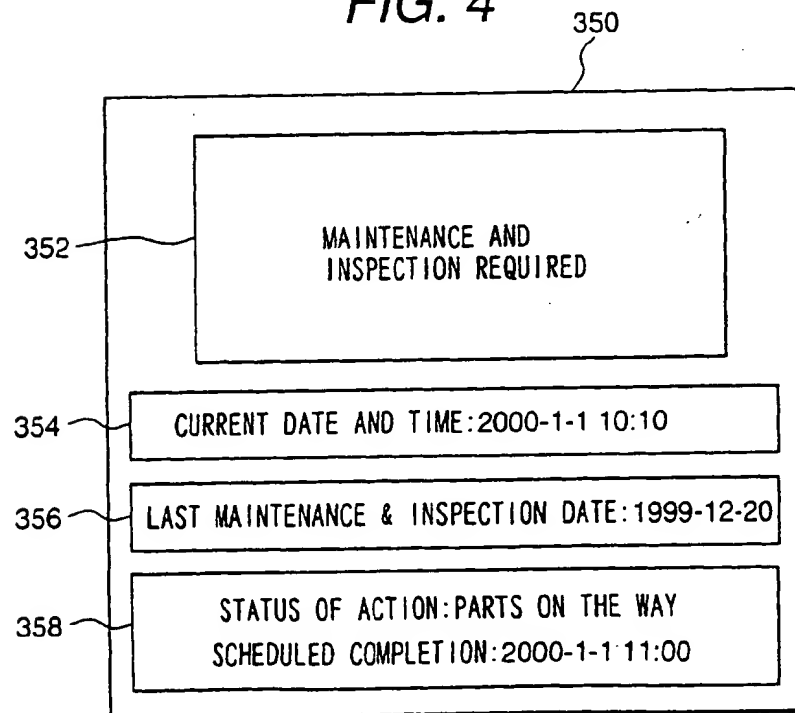 FIG. 4
350
352
MAINTENANCE AND
INSPECTION REQUIRED
354
CURRENT DATE AND TIME:2000-1-1 10:10
356
LAST MAINTENANCE & INSPECTION DATE:1999-12-20
358
STATUS OF ACTION:PARTS ON THE WAY
SCHEDULED COMPLETION:2000-1-1 11:00